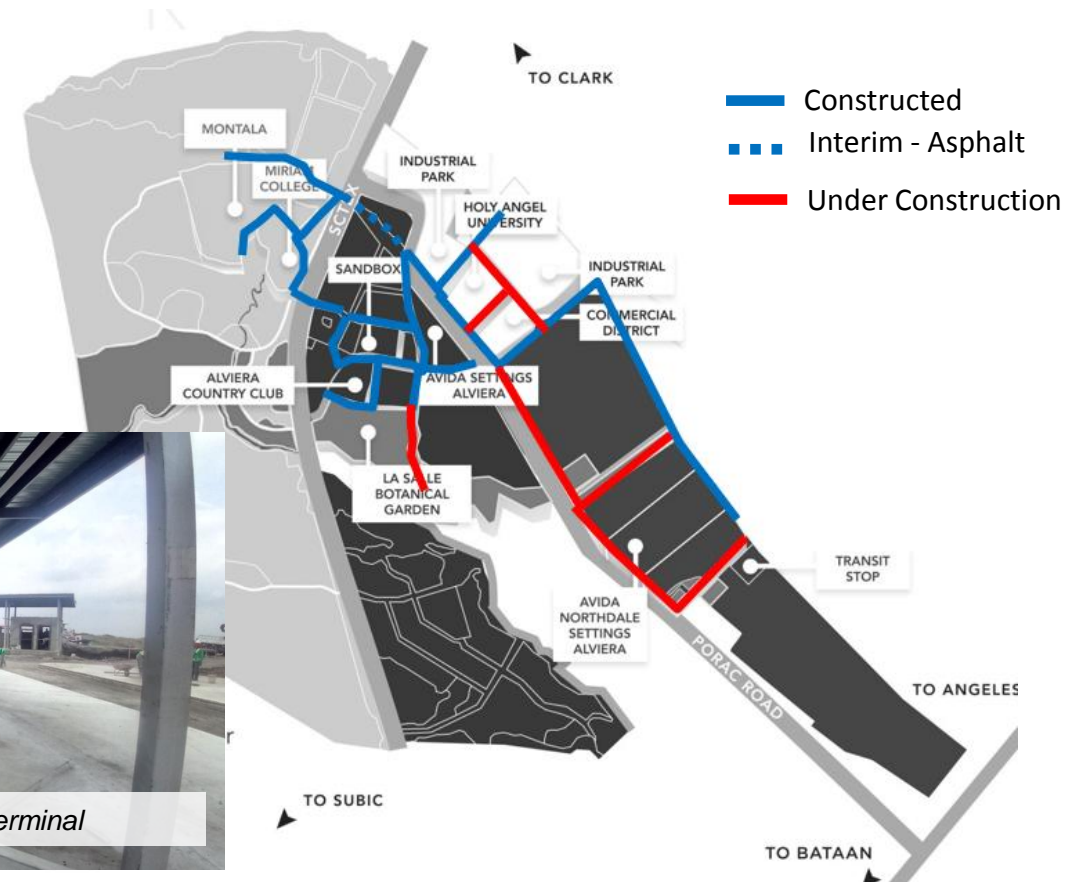 TO CLARK
Constructed
Interim - Asphalt
Under Construction
MONTALA
MIRIAM
COLLEGE
SCTEX
INDUSTRIAL
PARK
HOLY ANGEL
UNIVERSITY
SANDBOX
INDUSTRIAL
PARK
COMMERCIAL
DISTRICT
ALVIERA
COUNTRY CLUB
AVIDA SETTINGS
ALVIERA
LA SALLE
BOTANICAL
GARDEN
TRANSIT
STOP
AVIDA
NORTHDALE
SETTINGS
ALVIERA
PORAC ROAD
TO ANGELES
r
erminal
TO SUBIC
TO BATAAN